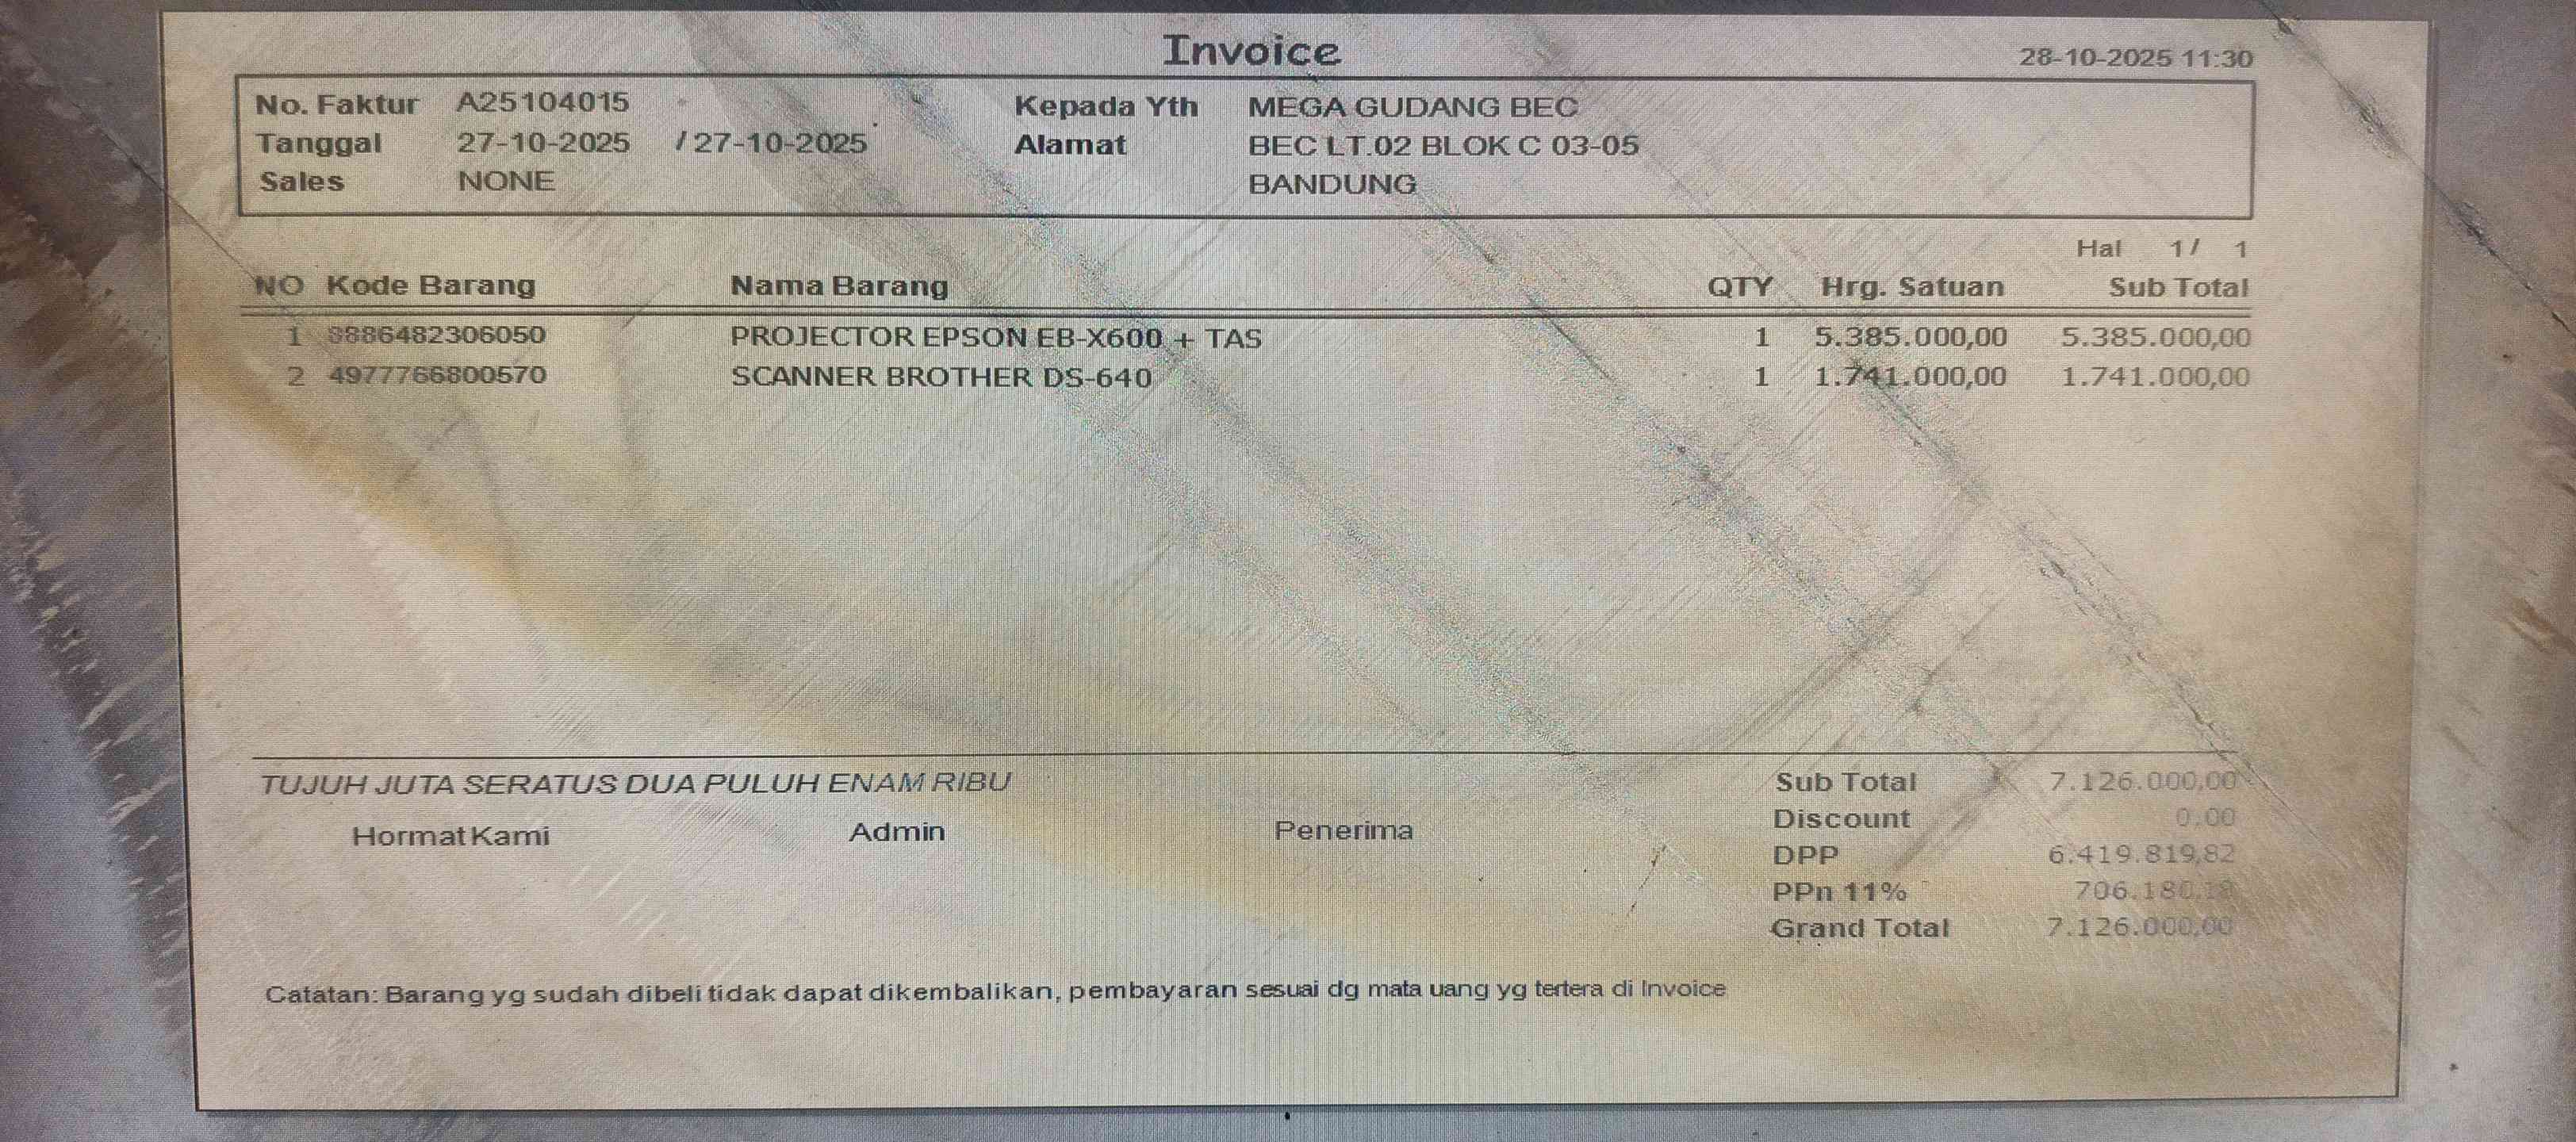 Invoice
28-10-2025 11:30
No. Faktur A25104015 Kepada Yth MEGA GUDANG BEC
Tanggal 27-10-2025 / 27-10-2025 Alamat BEC LT.02 BLOK C 03-05
Sales NONE BANDUNG
Hal 1 / 1
NO Kode Barang Nama Barang QTY Hrg. Satuan Sub Total
1 8886482306050 PROJECTOR EPSON EB-X600 + TAS 1 5.385.000,00 5.385.000,00
2 4977766800570 SCANNER BROTHER DS-640 1 1.741.000,00 1.741.000,00
TUJUH JUTA SERATUS DUA PULUH ENAM RIBU Sub Total 7.126.000,00
Discount 0,00
Hormat Kami Admin Penerima
DPP 6.419.819,82
PPn 11% 706.180,18
Grand Total 7.126.000,00
Catatan: Barang yg sudah dibeli tidak dapat dikembalikan, pembayaran sesuai dg mata uang yg tertera di Invoice